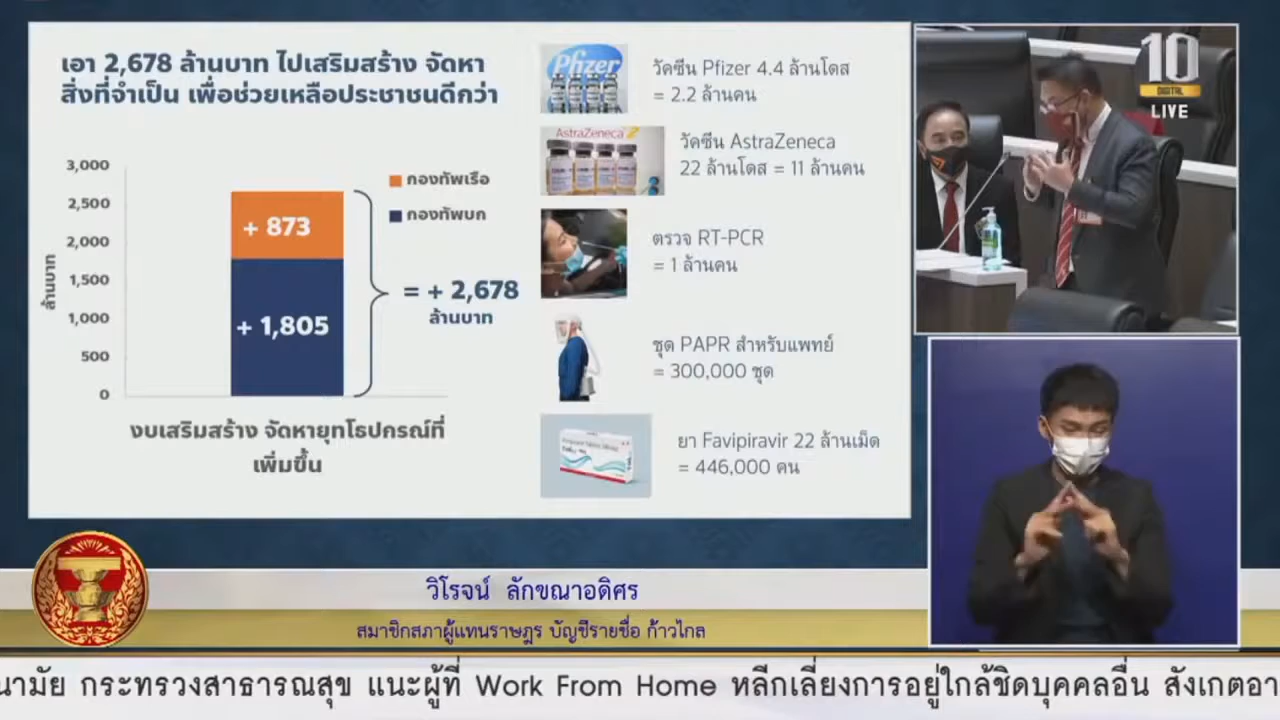 เอา 2,678 ล้านบาท ไปเสริมสร้าง จัดหา
สิ่งที่จำเป็น เพื่อช่วยเหลือประชาชนดีกว่า
3,000
2,500
2,000
1,500
1,000
500
0
ล้านบาท
กองทัพเรือ
กองทัพบก
+ 873
+ 1,805
= + 2,678
ล้านบาท
งบเสริมสร้าง จัดหายุทโธปกรณ์ที่
เพิ่มขึ้น
Pfizer
วัคซีน Pfizer 4.4 ล้านโดส
= 2.2 ล้านคน
AstraZeneca
วัคซีน AstraZeneca
22 ล้านโดส = 11 ล้านคน
ตรวจ RT-PCR
= 1 ล้านคน
ชุด PAPR สำหรับแพทย์
= 300,000 ชุด
ยา Favipiravir 22 ล้านเม็ด
= 446,000 คน
10
DIGITAL
LIVE
วิโรจน์ ลักขณาอดิศร
สมาชิกสภาผู้แทนราษฎร บัญชีรายชื่อ ก้าวไกล
นามัย กระทรวงสาธารณสุข แนะผู้ที่ Work From Home หลีกเลี่ยงการอยู่ใกล้ชิดบุคคลอื่น สังเกตอา